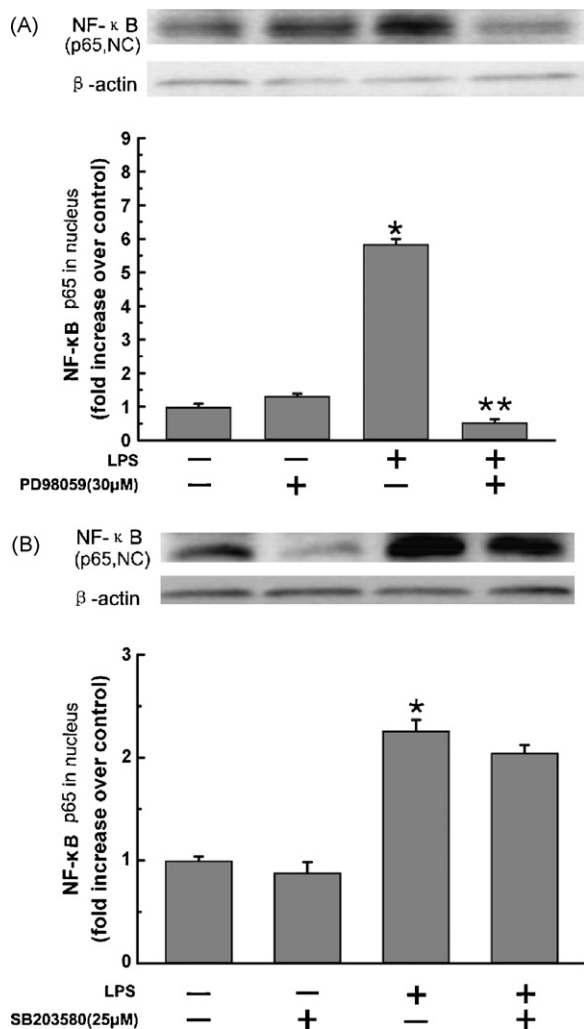 (A)
NF-κB
(p65,NC)
β-actin
NF-κB p65 in nucleus
(fold increase over control)
9
8
7
6
5
4
3
2
1
0
*
**
LPS — — + +
PD98059(30μM) — + — +
(B)
NF-κB
(p65,NC)
β-actin
NF-κB p65 in nucleus
(fold increase over control)
3
2
1
0
*
LPS — — + +
SB203580(25μM) — + — +